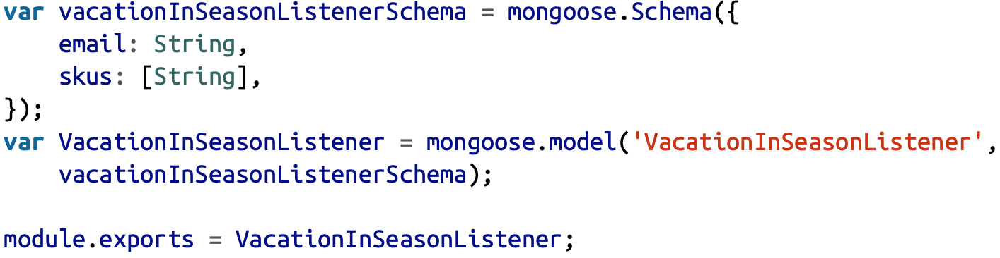 var vacationInSeasonListenerSchema = mongoose.Schema({
    email: String,
    skus: [String],
});
var VacationInSeasonListener = mongoose.model('VacationInSeasonListener',
    vacationInSeasonListenerSchema);

module.exports = VacationInSeasonListener;